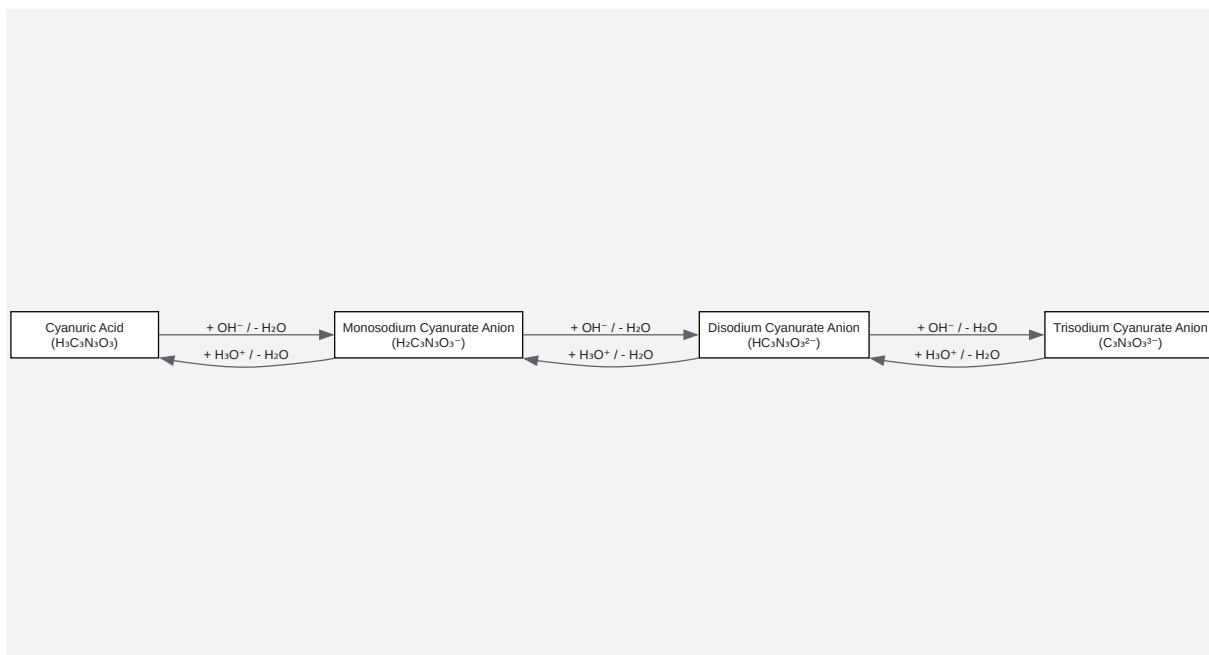 Cyanuric Acid
(H₃C₃N₃O₃)
+ OH⁻ / - H₂O
+ H₃O⁺ / - H₂O
Monosodium Cyanurate Anion
(H₂C₃N₃O₃⁻)
+ OH⁻ / - H₂O
+ H₃O⁺ / - H₂O
Disodium Cyanurate Anion
(HC₃N₃O₃²⁻)
+ OH⁻ / - H₂O
+ H₃O⁺ / - H₂O
Trisodium Cyanurate Anion
(C₃N₃O₃³⁻)